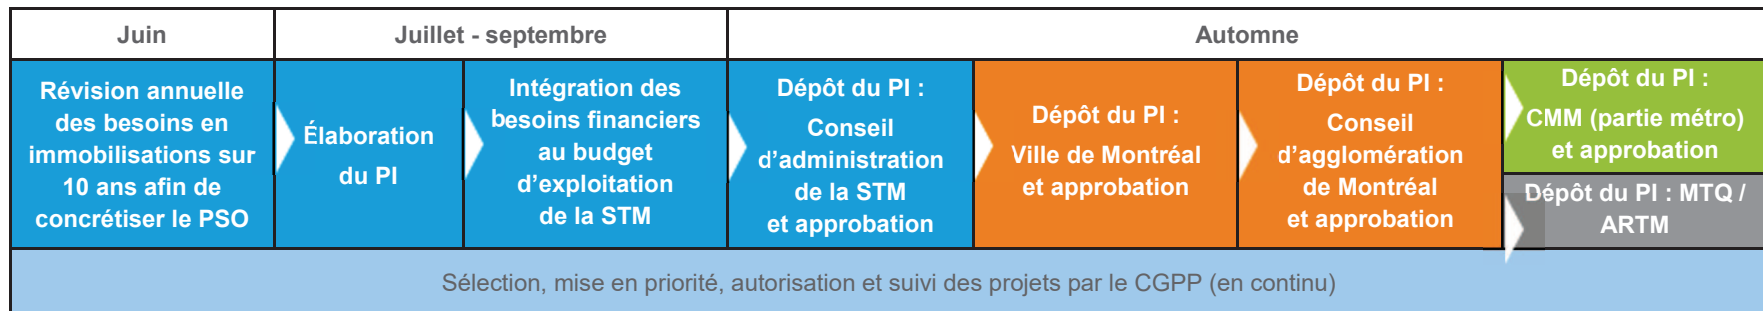 Juin
Juillet - septembre
Automne
Révision annuelle
des besoins en
immobilisations sur
10 ans afin de
concrétiser le PSO
Élaboration
du PI
Intégration des
besoins financiers
au budget
d'exploitation
de la STM
Dépôt du PI :
Conseil
d'administration
de la STM
et approbation
Dépôt du PI :
Ville de Montréal
et approbation
Dépôt du PI :
Conseil
d'agglomération
de Montréal
et approbation
Dépôt du PI :
CMM (partie métro)
et approbation
Dépôt du PI : MTQ /
ARTM
Sélection, mise en priorité, autorisation et suivi des projets par le CGPP (en continu)